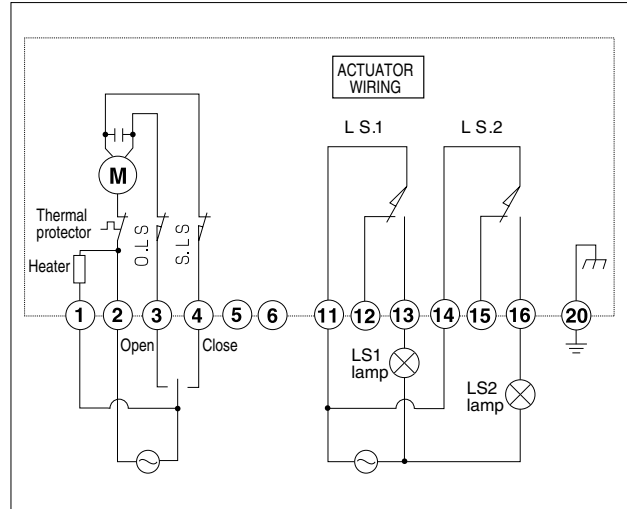 ACTUATOR
WIRING
L S.1
L S.2
M
Thermal
protector
O.L S
S.L S
Heater
1
2
3
4
5
6
11
12
13
14
15
16
20
Open
Close
LS1
lamp
LS2
lamp